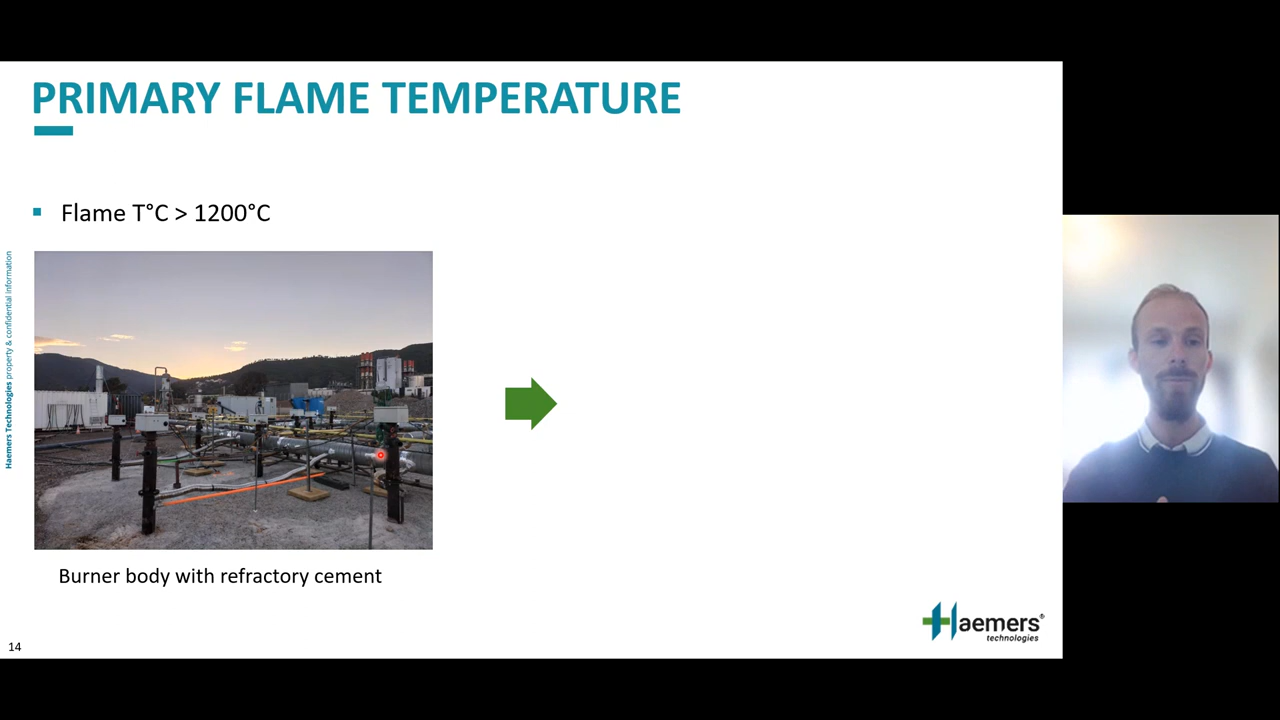 PRIMARY FLAME TEMPERATURE
Flame T°C > 1200°C
Haemers Technologies property & confidential information
Burner body with refractory cement
Haemers®
technologies
14